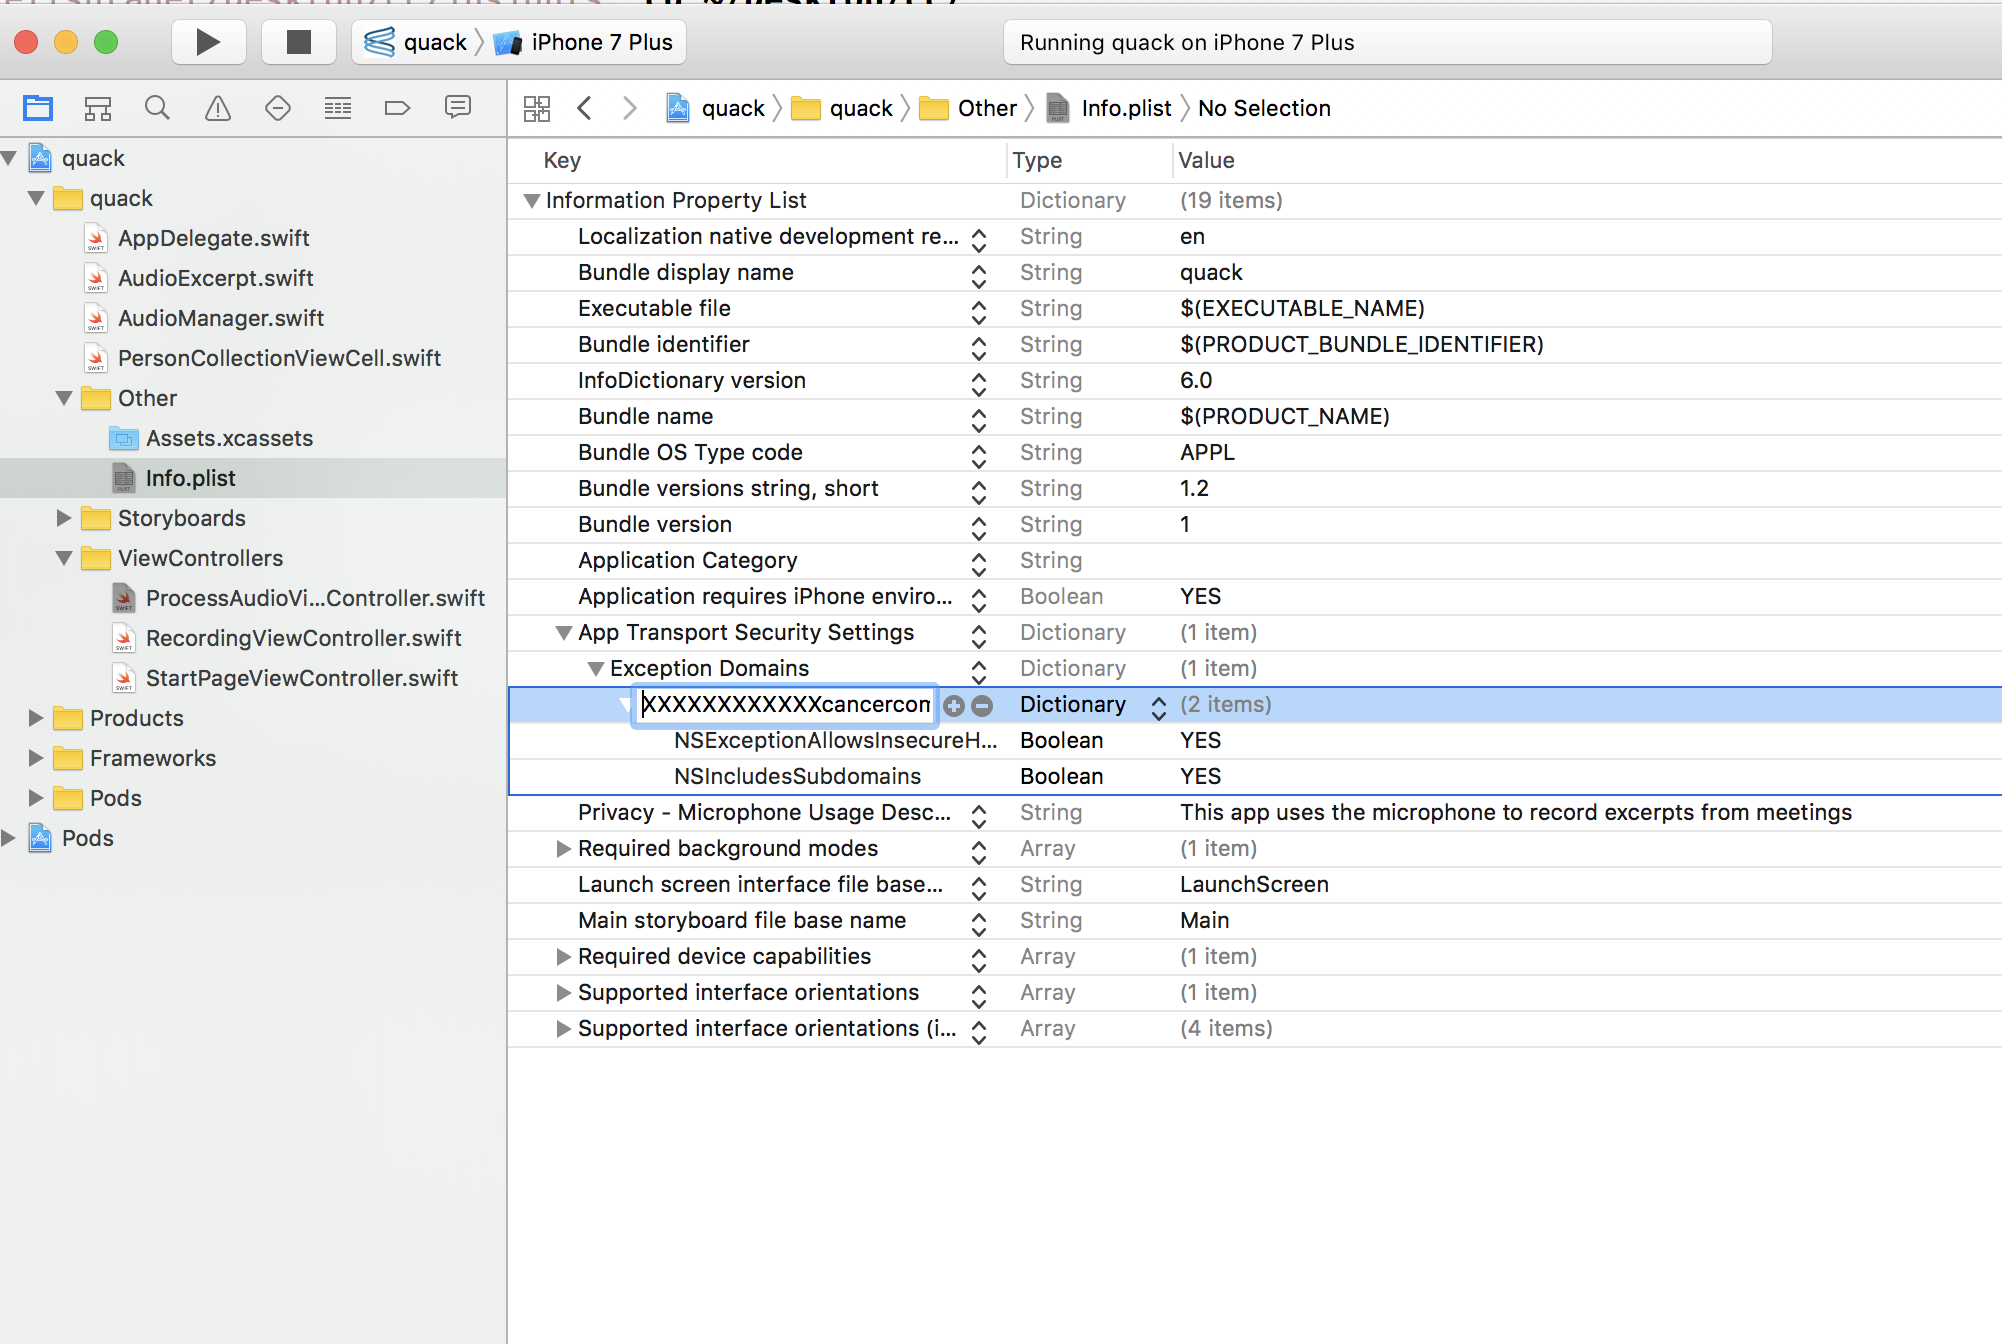 quack iPhone 7 Plus
Running quack on iPhone 7 Plus
quack quack Other Info.plist No Selection
quack
quack
AppDelegate.swift
AudioExcerpt.swift
AudioManager.swift
PersonCollectionViewCell.swift
Other
Assets.xcassets
Info.plist
Storyboards
ViewControllers
ProcessAudioVi...Controller.swift
RecordingViewController.swift
StartPageViewController.swift
Products
Frameworks
Pods
Pods
Key Type Value
Information Property List Dictionary (19 items)
Localization native development re... String en
Bundle display name String quack
Executable file String $(EXECUTABLE_NAME)
Bundle identifier String $(PRODUCT_BUNDLE_IDENTIFIER)
InfoDictionary version String 6.0
Bundle name String $(PRODUCT_NAME)
Bundle OS Type code String APPL
Bundle versions string, short String 1.2
Bundle version String 1
Application Category String
Application requires iPhone enviro... Boolean YES
App Transport Security Settings Dictionary (1 item)
Exception Domains Dictionary (1 item)
XXXXXXXXXXXXcancercom Dictionary (2 items)
NSExceptionAllowsInsecureH... Boolean YES
NSIncludesSubdomains Boolean YES
Privacy - Microphone Usage Desc... String This app uses the microphone to record excerpts from meetings
Required background modes Array (1 item)
Launch screen interface file base... String LaunchScreen
Main storyboard file base name String Main
Required device capabilities Array (1 item)
Supported interface orientations Array (1 item)
Supported interface orientations (i... Array (4 items)